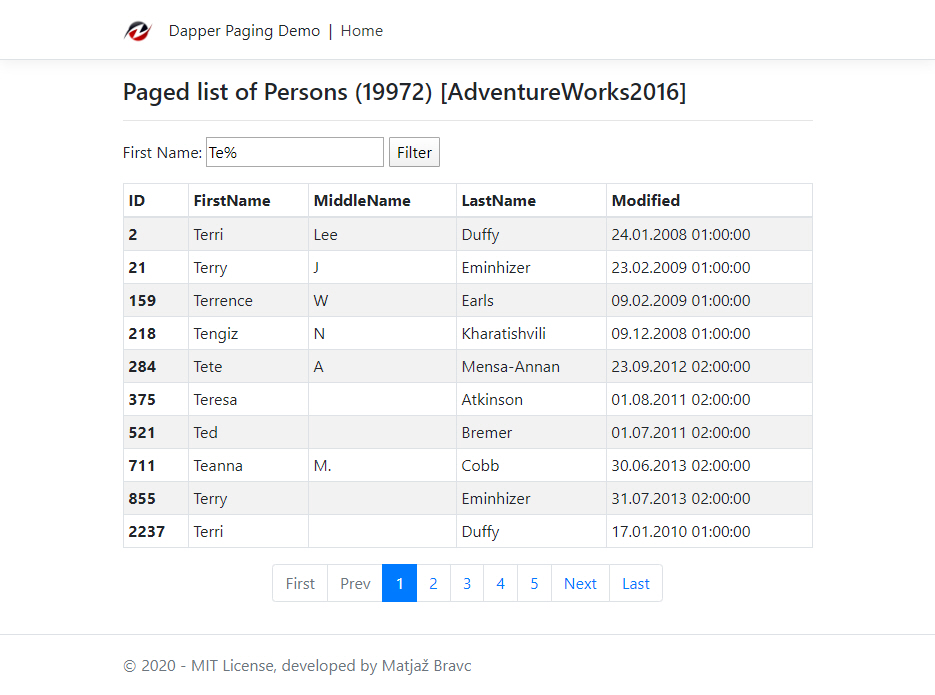 Dapper Paging Demo | Home
Paged list of Persons (19972) [AdventureWorks2016]
First Name: Te% Filter
ID FirstName MiddleName LastName Modified
2 Terri Lee Duffy 24.01.2008 01:00:00
21 Terry J Eminhizer 23.02.2009 01:00:00
159 Terrence W Earls 09.02.2009 01:00:00
218 Tengiz N Kharatishvili 09.12.2008 01:00:00
284 Tete A Mensa-Annan 23.09.2012 02:00:00
375 Teresa Atkinson 01.08.2011 02:00:00
521 Ted Bremer 01.07.2011 02:00:00
711 Teanna M. Cobb 30.06.2013 02:00:00
855 Terry Eminhizer 31.07.2013 02:00:00
2237 Terri Duffy 17.01.2010 01:00:00
First Prev 1 2 3 4 5 Next Last
© 2020 - MIT License, developed by Matjaž Bravc